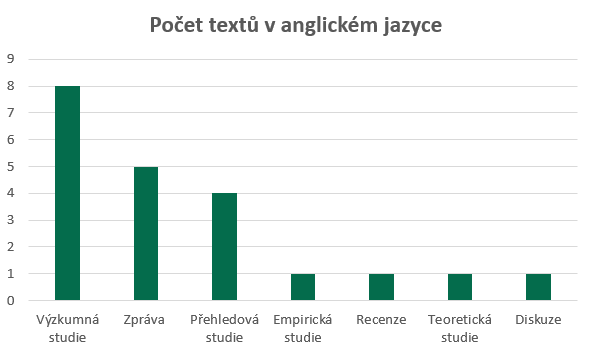 Počet textů v anglickém jazyce
9
8
7
6
5
4
3
2
1
0
Výzkumná studie
Zpráva
Přehledová studie
Empirická studie
Recenze
Teoretická studie
Diskuze